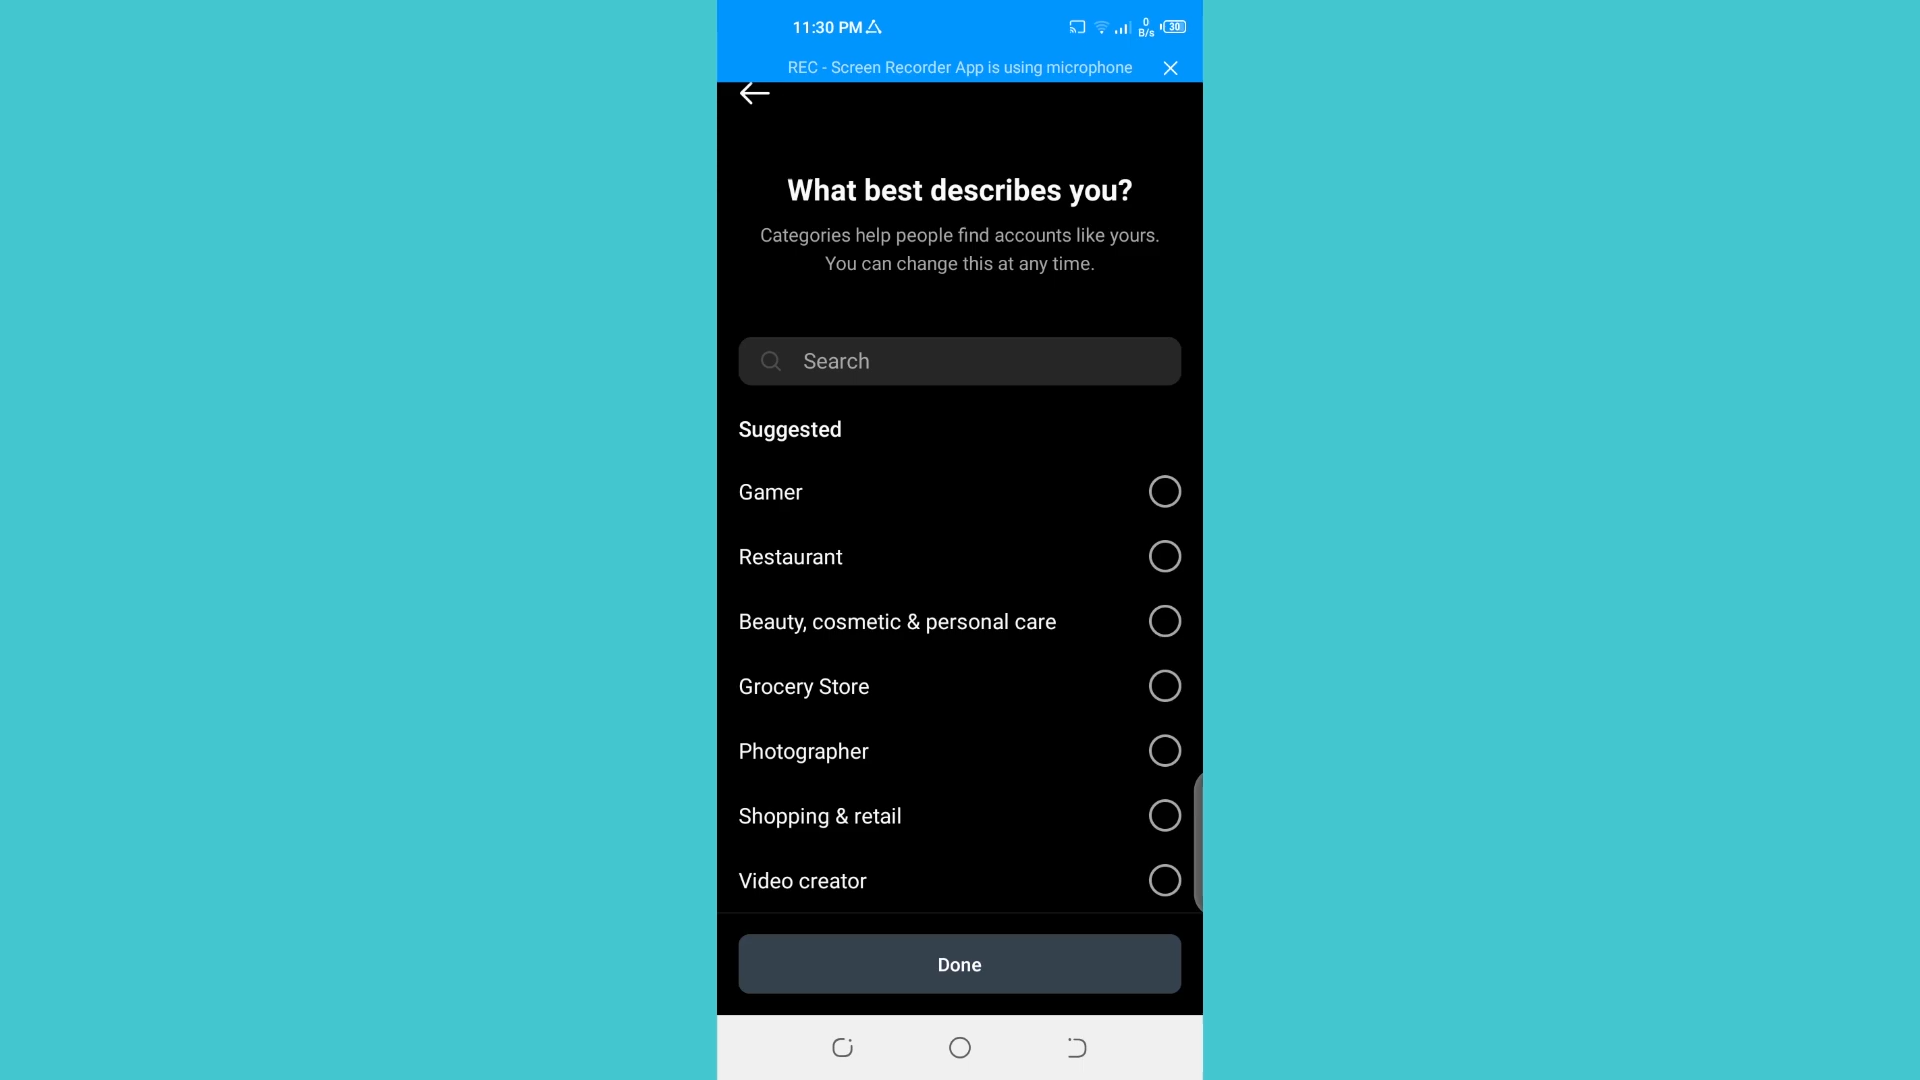 11:30 PM
0
B/s
30
REC - Screen Recorder App is using microphone
What best describes you?
Categories help people find accounts like yours.
You can change this at any time.
Search
Suggested
Gamer
Restaurant
Beauty, cosmetic & personal care
Grocery Store
Photographer
Shopping & retail
Video creator
Done